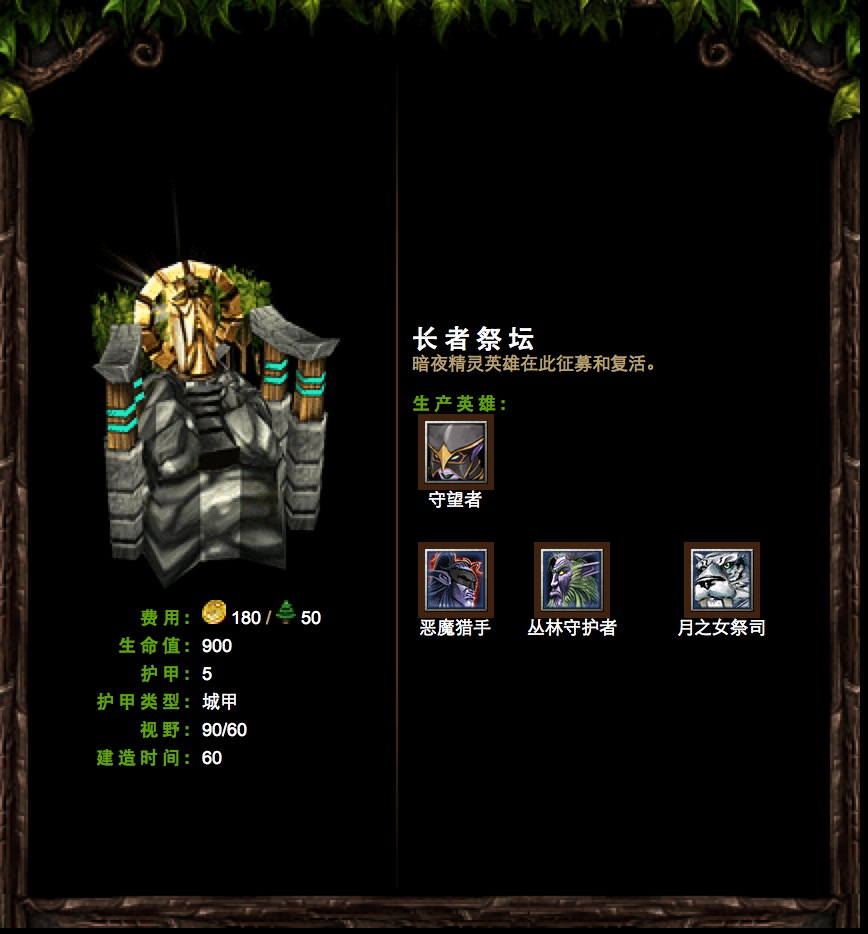 长者祭坛
暗夜精灵英雄在此征募和复活。
生产英雄：
守望者
恶魔猎手 丛林守护者 月之女祭司
费用： 180 / 50
生命值： 900
护甲： 5
护甲类型： 城甲
视野： 90/60
建造时间： 60